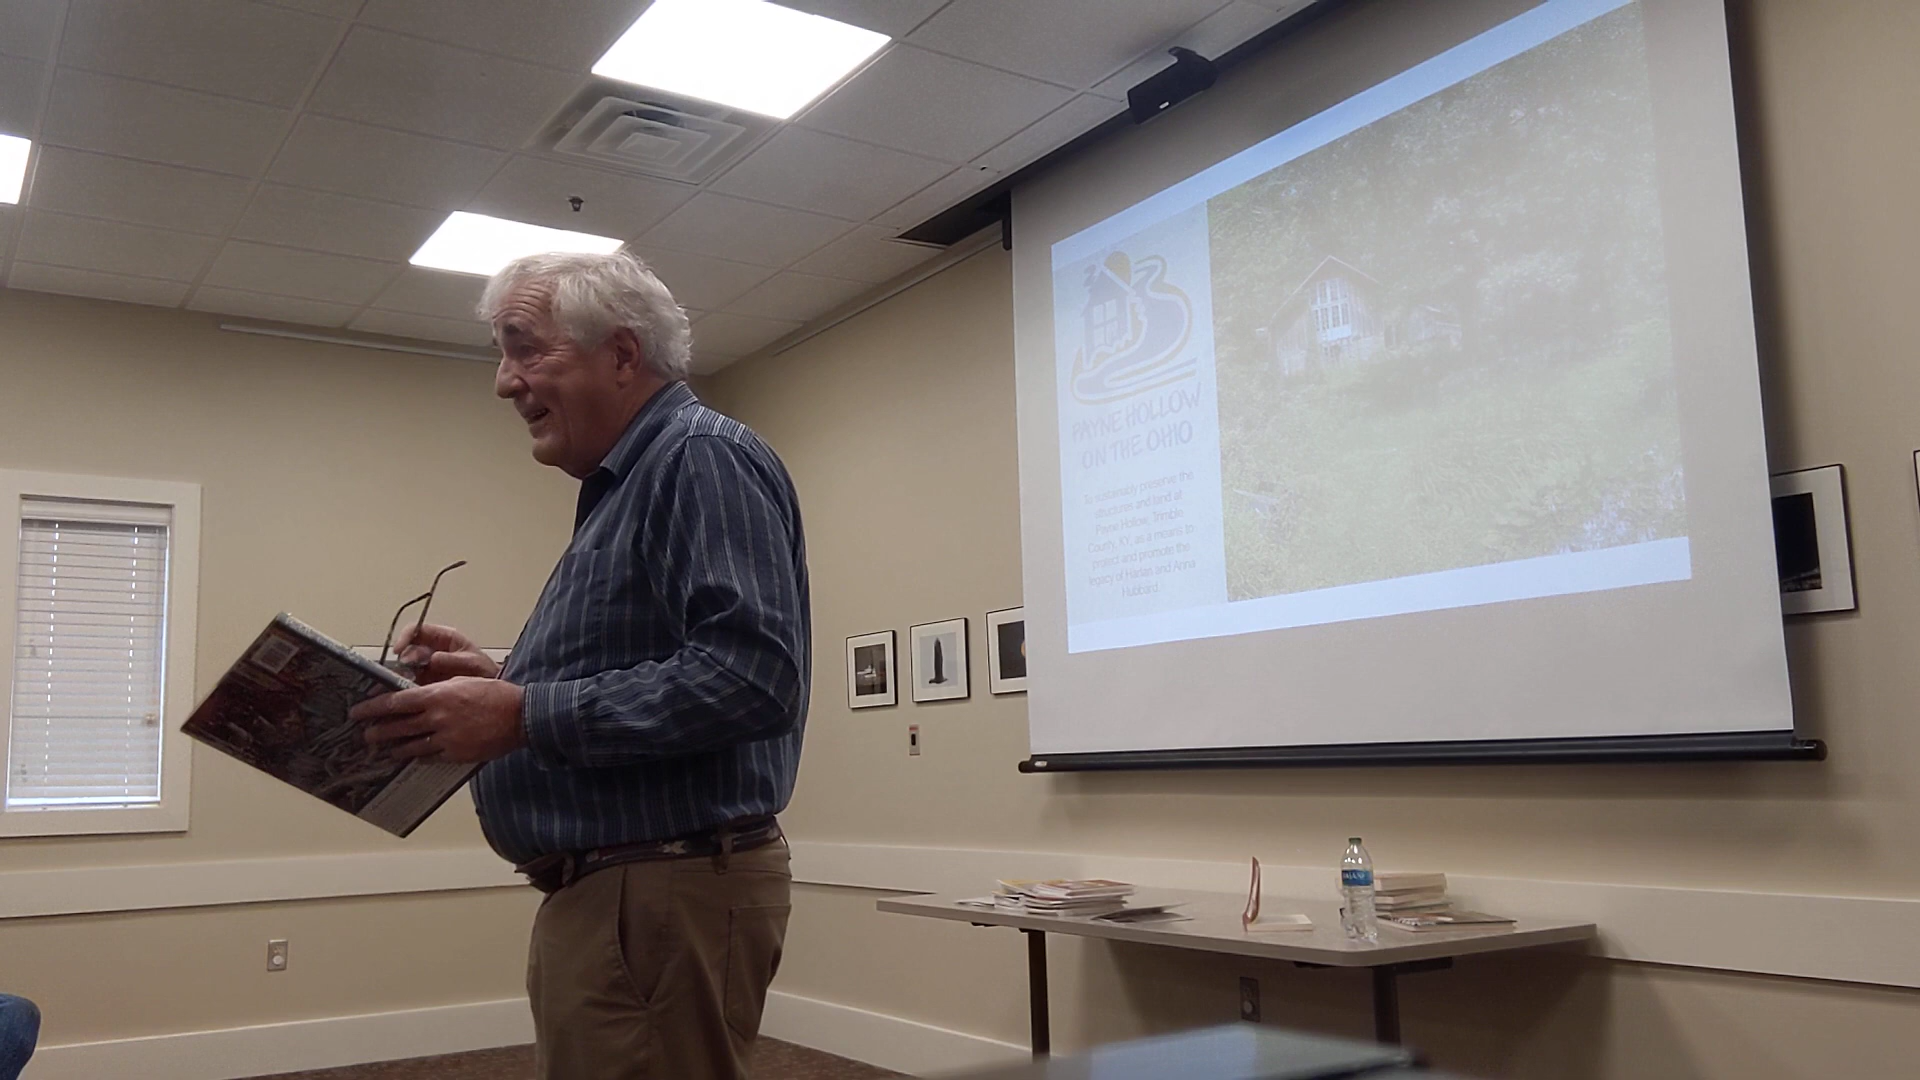 PAYNE HOLLOW
ON THE OHIO
To sustainably preserve the
structures and land at
Payne Hollow, Trimble
County, KY, as a means to
protect and promote the
legacy of Harlan and Anna
Hubbard.